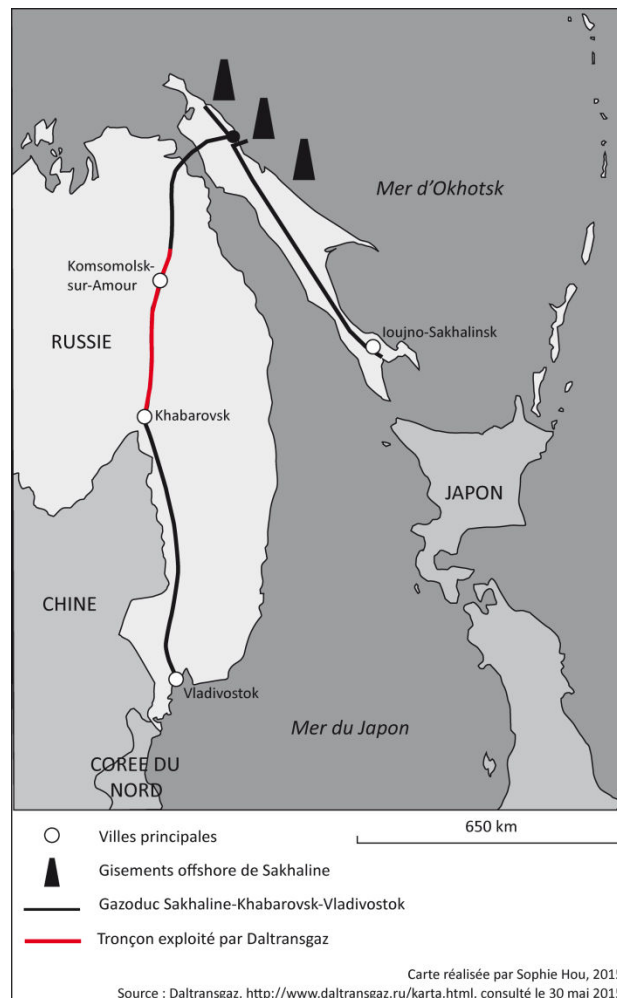 Mer d'Okhotsk
Komsomolsk-
sur-Amour
RUSSIE
Ioujno-Sakhalinsk
Khabarovsk
JAPON
CHINE
Vladivostok
Mer du Japon
COREE DU
NORD
Villes principales
650 km
Gisements offshore de Sakhaline
Gazoduc Sakhaline-Khabarovsk-Vladivostok
Tronçon exploité par Daltransgaz
Carte réalisée par Sophie Hou, 2015
Source : Daltransgaz, http://www.daltransgaz.ru/karta.html, consulté le 30 mai 2015